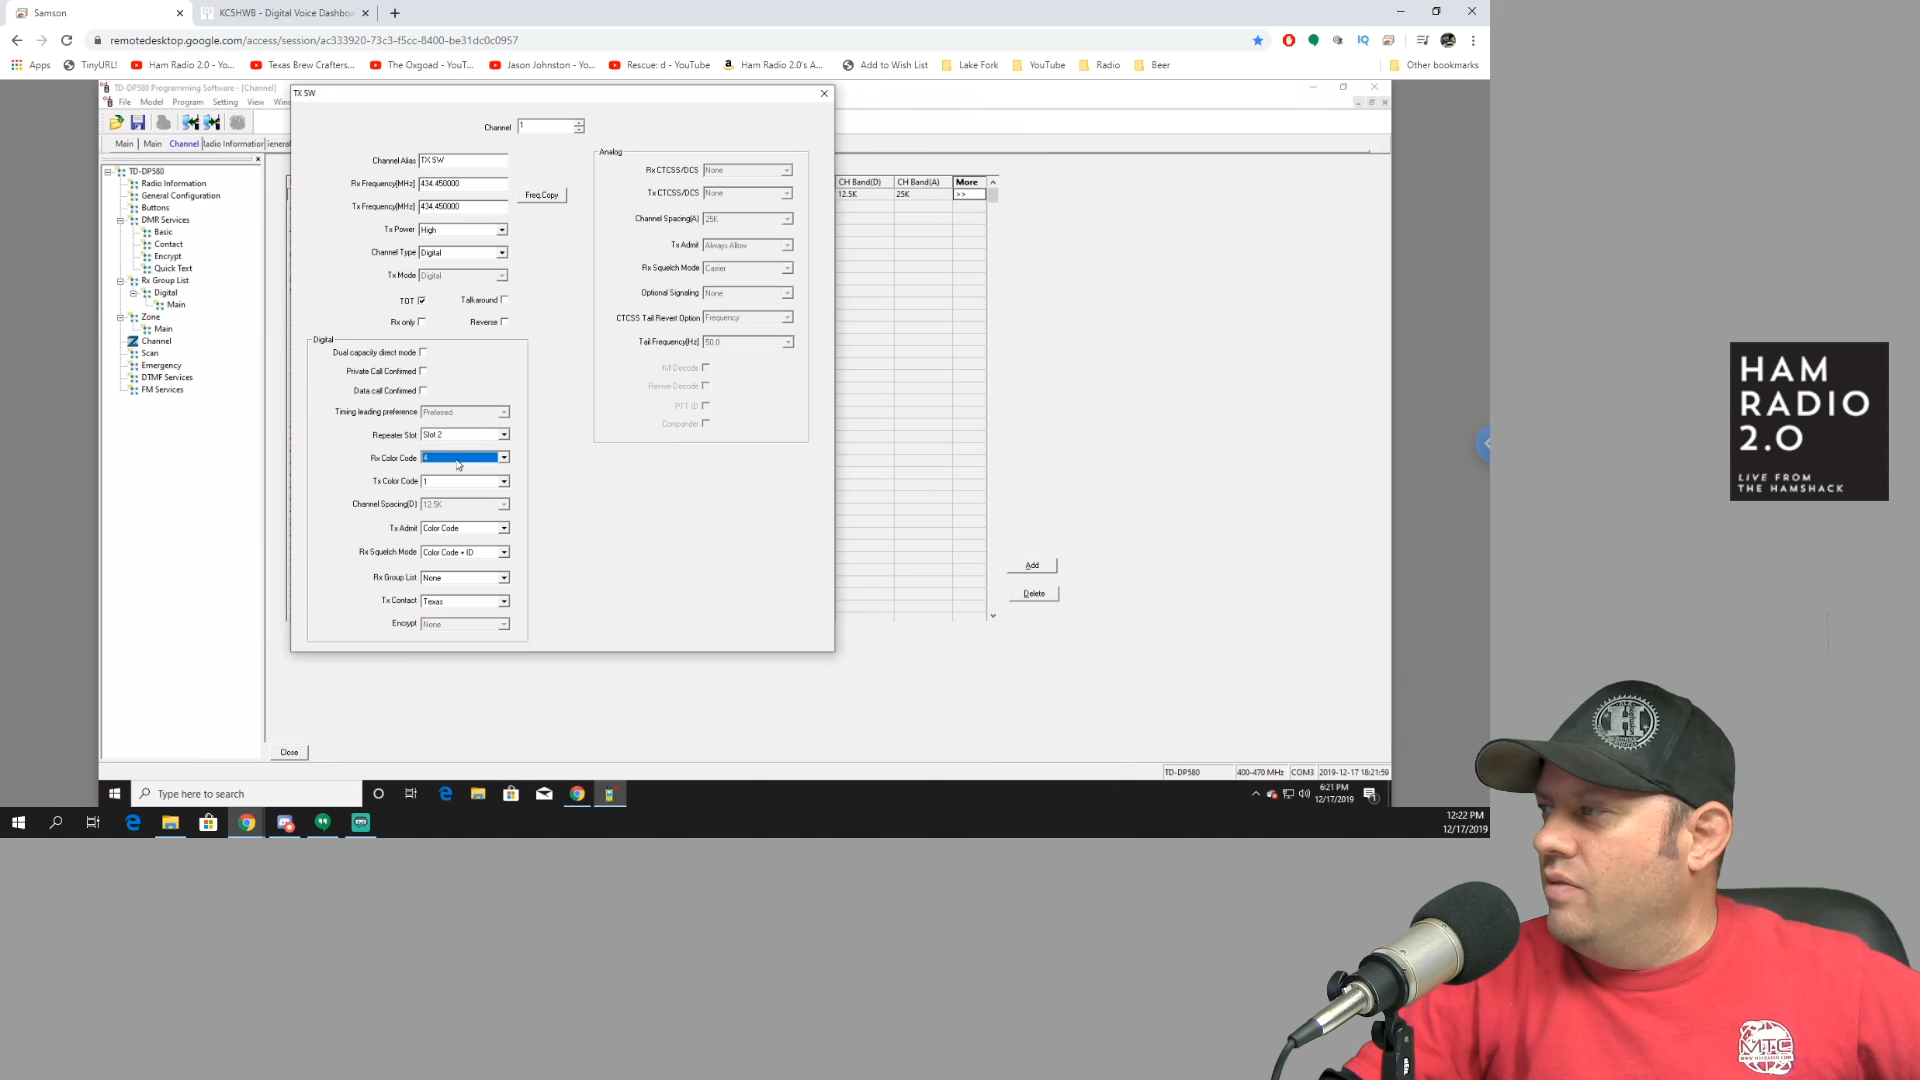 Samson
KC5HWB - Digital Voice Dashboa
remotedesktop.google.com/access/session/ac333920-73c3-f5cc-8400-be31dc0c0957
Apps
TinyURL!
Ham Radio 2.0 - Yo...
Texas Brew Crafters...
The Oxgoad - YouT...
Jason Johnston - Yo...
Rescue: d - YouTube
Ham Radio 2.0's A...
Add to Wish List
Lake Fork
YouTube
Radio
Beer
Other bookmarks
TD-DP580 Programming Software - [Channel]
File Model Program Setting View Wind
Main Main Channel Radio Information General
TD-DP580
Radio Information
General Configuration
Buttons
DMR Services
Basic
Contact
Encrypt
Quick Text
Rx Group List
Digital
Main
Zone
Main
Channel
Scan
Emergency
DTMF Services
FM Services
TX SW
Channel 1
Channel Alias TX SW
Rx Frequency[MHz] 434.450000
Freq.Copy
Tx Frequency[MHz] 434.450000
Tx Power High
Channel Type Digital
Tx Mode Digital
TOT Talkaround
Rx only Reverse
Digital
Dual capacity direct mode
Private Call Confirmed
Data call Confirmed
Timing leading preference Preferred
Repeater Slot Slot 2
Rx Color Code 4
Tx Color Code 1
Channel Spacing(D) 12.5K
Tx Admit Color Code
Rx Squelch Mode Color Code + ID
Rx Group List None
Tx Contact Texas
Encrypt None
Analog
Rx CTCSS/DCS None
Tx CTCSS/DCS None
Channel Spacing(A) 25K
Tx Admit Always Allow
Rx Squelch Mode Carrier
Optional Signaling None
CTCSS Tail Revert Option Frequency
Tail Frequency(Hz) 50.0
Kill Decode
Revive Decode
PTT ID
Compander
CH Band(D) CH Band(A) More
12.5K 25K >>
Add
Delete
Close
TD-DP580 400-470 MHz COM3 2019-12-17 18:21:59
Type here to search
6:21 PM
12/17/2019
12:22 PM
12/17/2019
HAM
RADIO
2.0
LIVE FROM
THE HAMSHACK
H
MTC